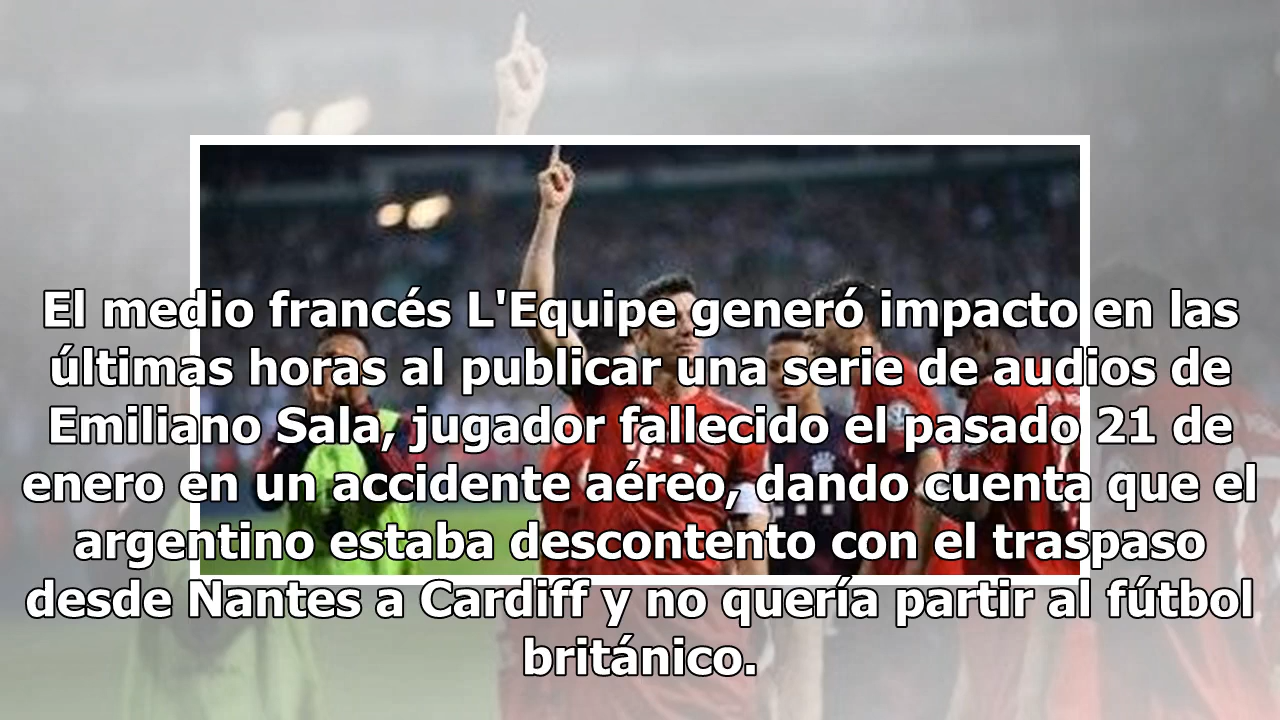 El medio francés L'Equipe generó impacto en las
últimas horas al publicar una serie de audios de
Emiliano Sala, jugador fallecido el pasado 21 de
enero en un accidente aéreo, dando cuenta que el
argentino estaba descontento con el traspaso
desde Nantes a Cardiff y no quería partir al fútbol
británico.